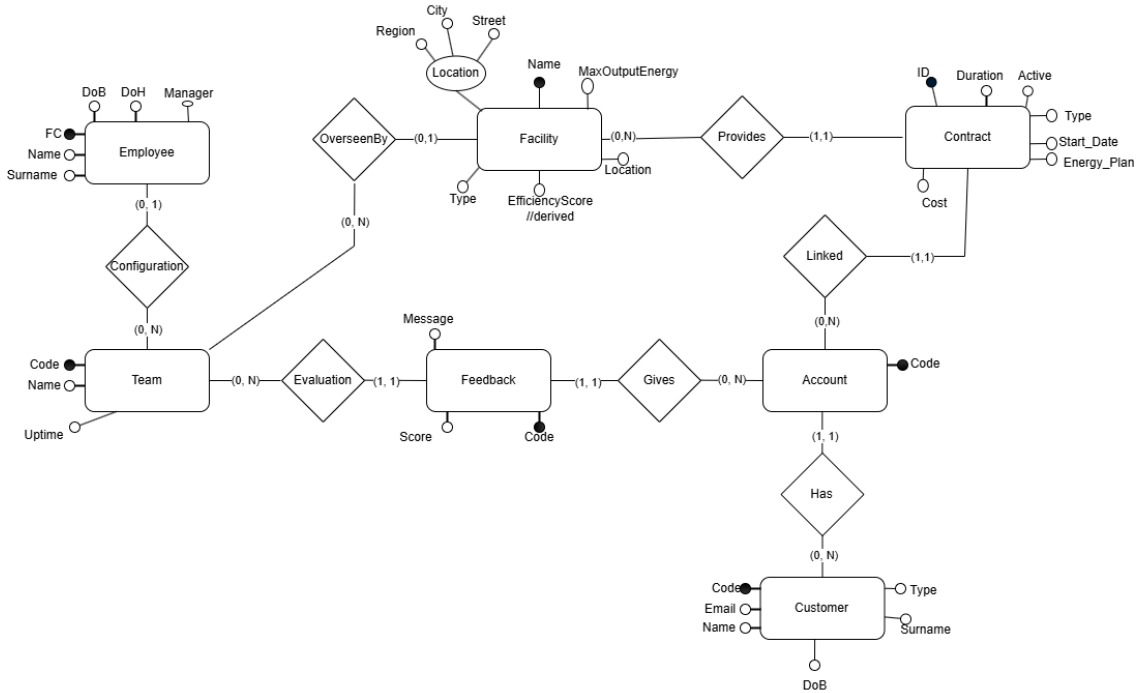 City
Street
Region
Location
Name
MaxOutputEnergy
ID
Duration
Active
DoB
DoH
Manager
Type
FC
Employee
OverseenBy
(0,1)
Facility
(0,N)
Provides
(1,1)
Contract
Start_Date
Name
Location
Energy_Plan
Surname
Type
EfficiencyScore
//derived
Cost
(0, 1)
(0, N)
Configuration
Linked
(1,1)
(0, N)
Message
(0,N)
Code
Team
(0, N)
Evaluation
(1, 1)
Feedback
(1, 1)
Gives
(0, N)
Account
Code
Name
Uptime
Score
Code
(1, 1)
Has
(0, N)
Code
Type
Email
Customer
Name
Surname
DoB